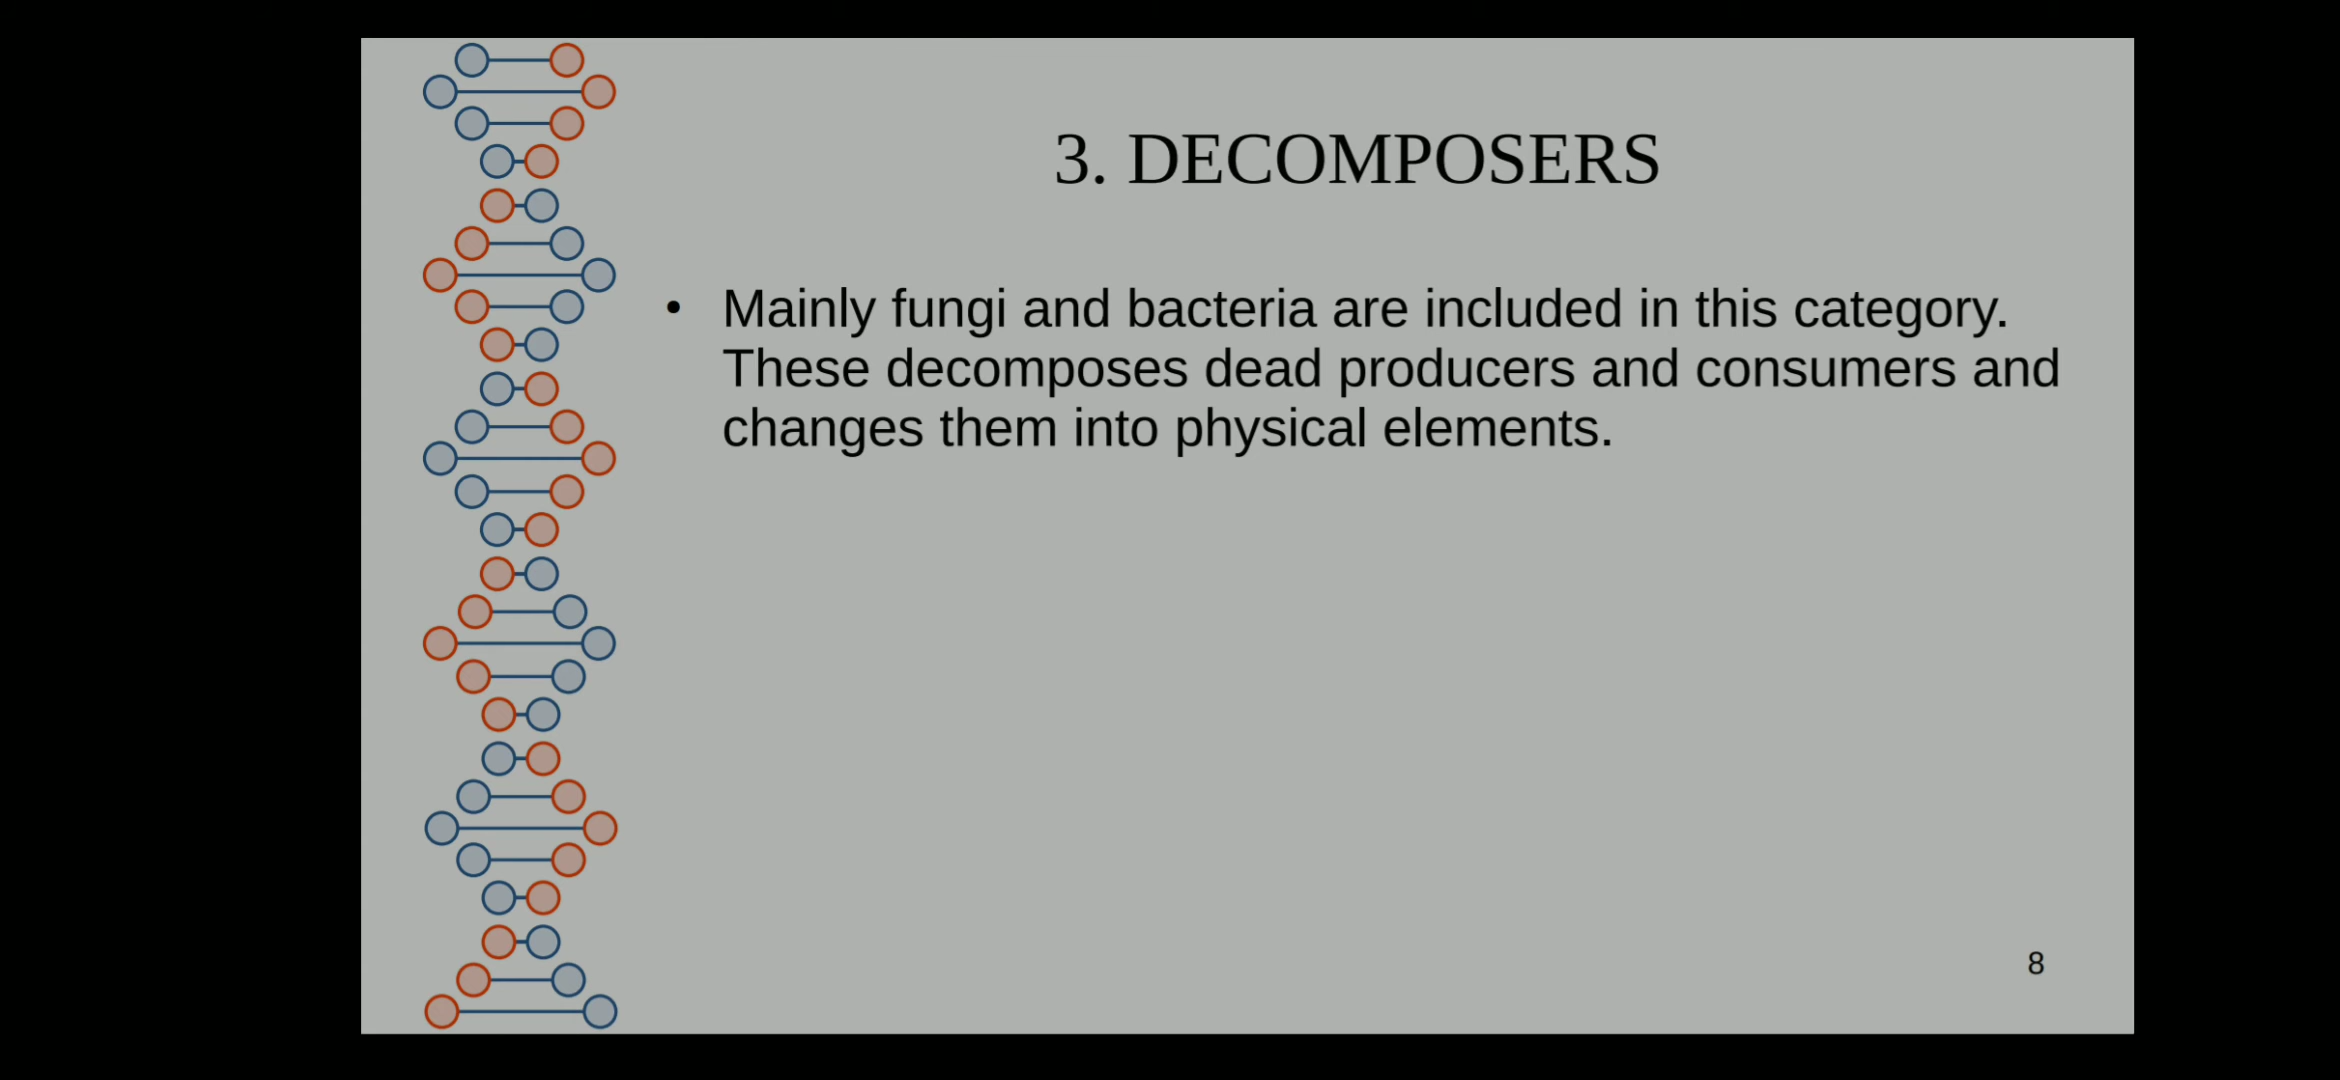 3. DECOMPOSERS
• Mainly fungi and bacteria are included in this category.
These decomposes dead producers and consumers and
changes them into physical elements.
8